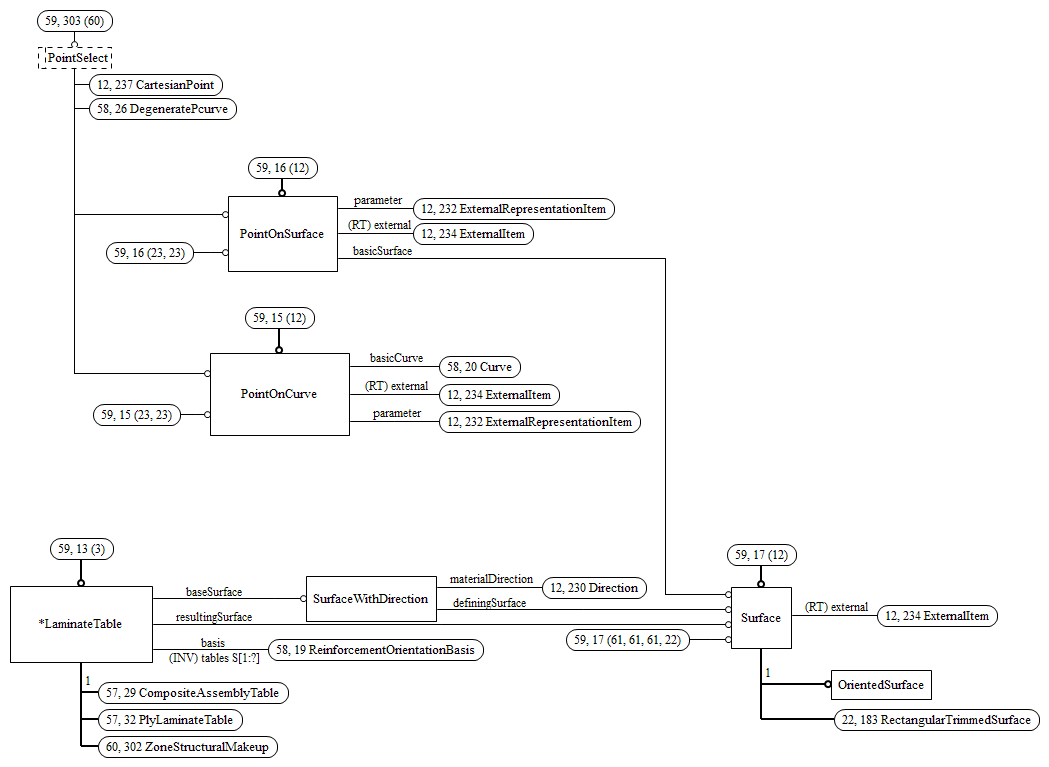 59, 303 (60)
PointSelect
12, 237 CartesianPoint
58, 26 DegeneratePcurve
59, 16 (12)
parameter
12, 232 ExternalRepresentationItem
(RT) external
PointOnSurface
12, 234 ExternalItem
basicSurface
59, 16 (23, 23)
59, 15 (12)
basicCurve
58, 20 Curve
(RT) external
PointOnCurve
12, 234 ExternalItem
parameter
59, 15 (23, 23)
12, 232 ExternalRepresentationItem
59, 13 (3)
59, 17 (12)
materialDirection
baseSurface
12, 230 Direction
SurfaceWithDirection
definingSurface
(RT) external
resultingSurface
*LaminateTable
Surface
12, 234 ExternalItem
59, 17 (61, 61, 61, 22)
basis
58, 19 ReinforcementOrientationBasis
(INV) tables S[1:?]
1
1
OrientedSurface
57, 29 CompositeAssemblyTable
57, 32 PlyLaminateTable
22, 183 RectangularTrimmedSurface
60, 302 ZoneStructuralMakeup